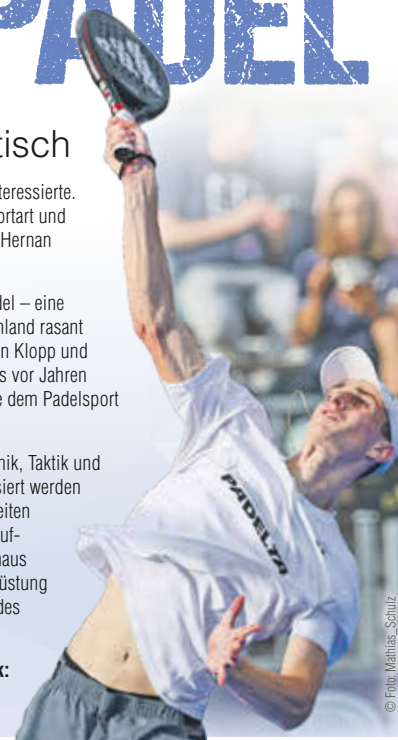 PADEL
tisch
teressierte.
ortart und
Hernan
del – eine
hland rasant
n Klopp und
s vor Jahren
e dem Padelsport
nik, Taktik und
siert werden
eiten
uf-
haus
üstung
des
k:
PADELTA
© Foto: Mathias_Schulz